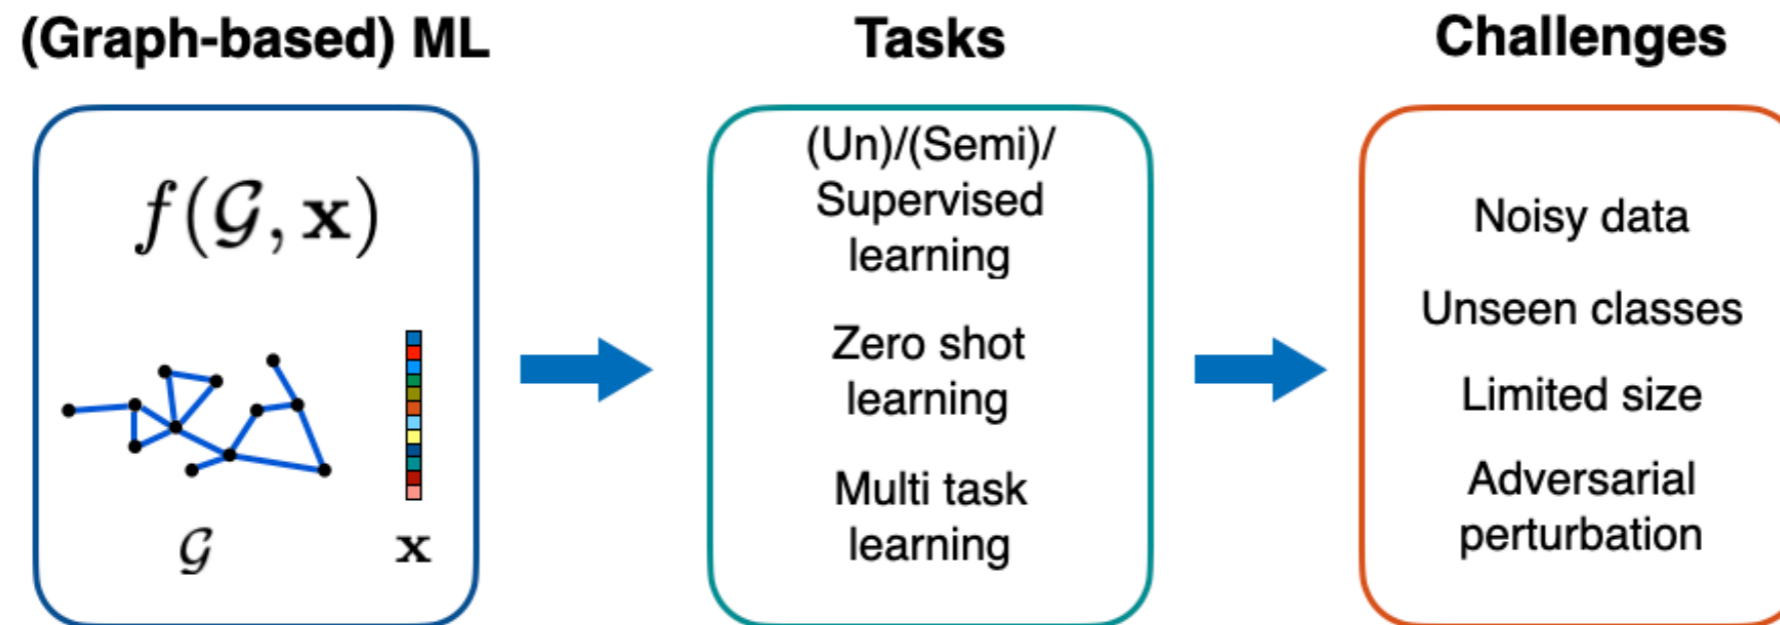 (Graph-based) ML
f(𝒢, x)
𝒢
x
Tasks
(Un)/(Semi)/
Supervised
learning
Zero shot
learning
Multi task
learning
Challenges
Noisy data
Unseen classes
Limited size
Adversarial
perturbation